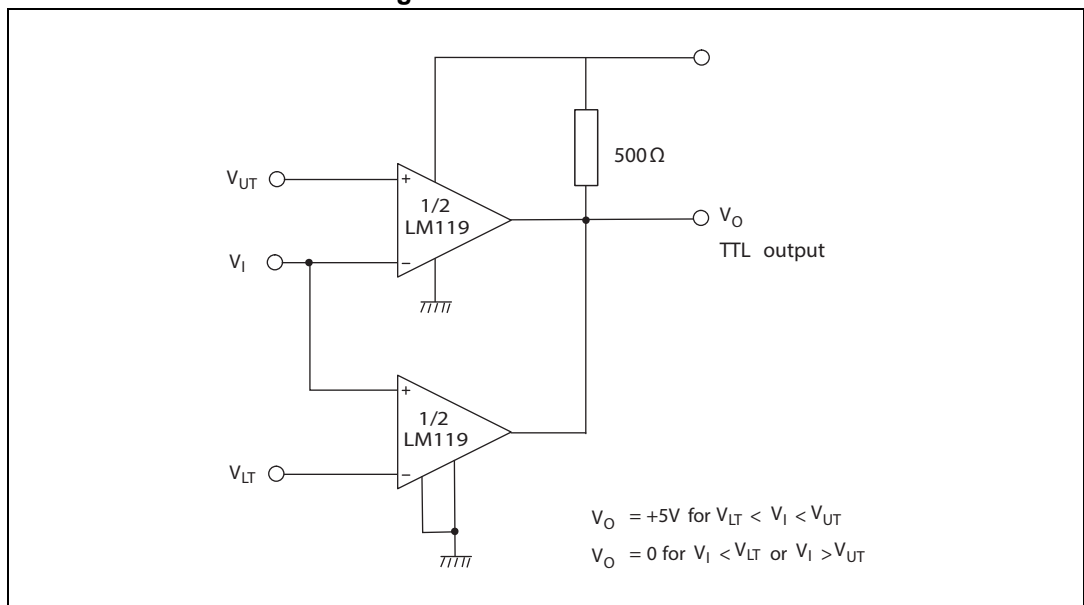 g
500Ω
V_UT
+
1/2
LM119
V_O
TTL output
V_I
−
+
1/2
LM119
V_LT
−
V_O = +5V for V_LT < V_I < V_UT
V_O = 0 for V_I < V_LT or V_I > V_UT